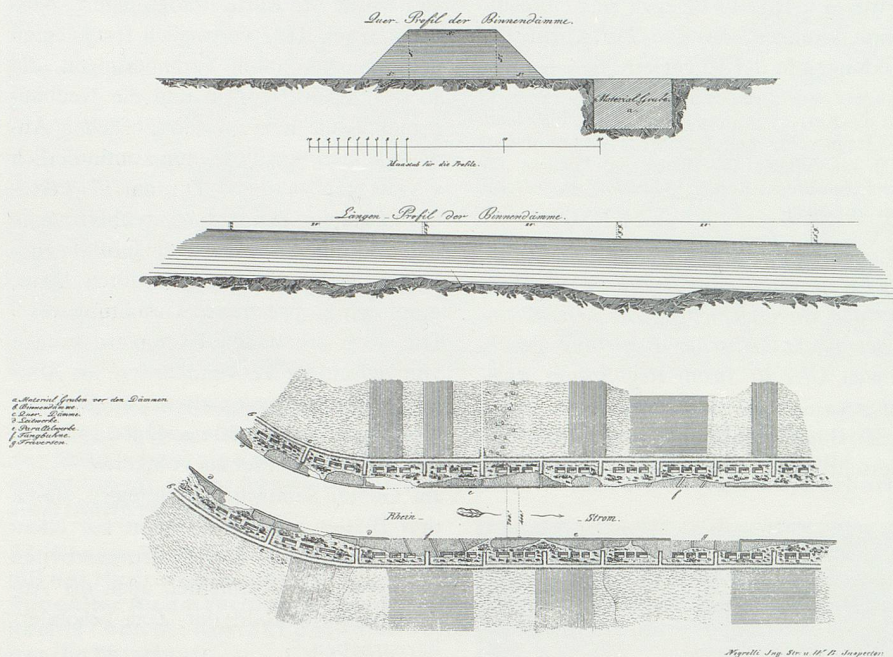 Quer-Profil der Binnendämme.
Material Grube
a.
Maasstab für die Profile.
Längen-Profil der Binnendämme.
a Material Gruben vor den Dämmen
b Binnendämme.
c Quer Dämme.
d Leitwerke.
e Parallelwerke.
f Fangbuhne.
g Traversen.
Rhein- -Strom.
Negrelli Ing. Str. u. W. B. Inspector.